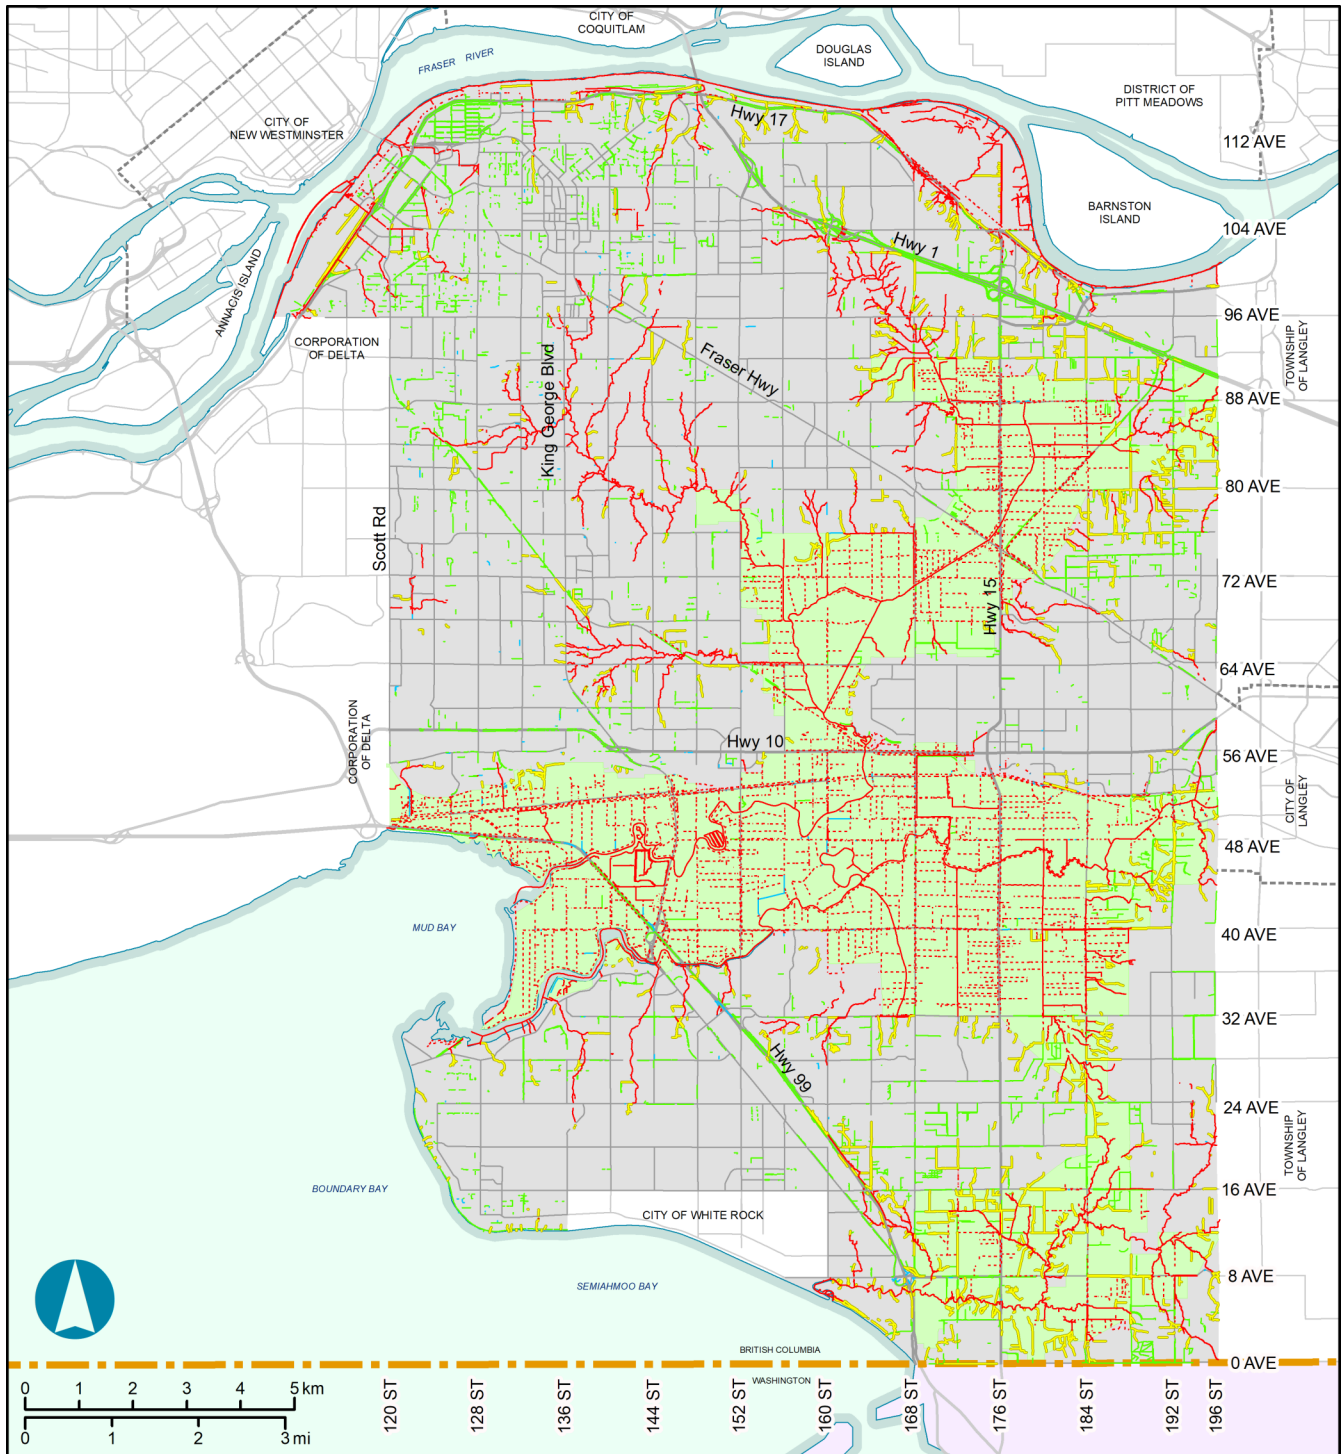 CITY OF
COQUITLAM
FRASER RIVER
DOUGLAS
ISLAND
DISTRICT OF
PITT MEADOWS
CITY OF
NEW WESTMINSTER
Hwy 17
112 AVE
BARNSTON
ISLAND
104 AVE
Hwy 1
ANNACIS ISLAND
96 AVE
CORPORATION
OF DELTA
TOWNSHIP
OF LANGLEY
Fraser Hwy
King George Blvd
88 AVE
80 AVE
Scott Rd
72 AVE
Hwy 15
64 AVE
CORPORATION
OF DELTA
Hwy 10
56 AVE
CITY OF
LANGLEY
48 AVE
MUD BAY
40 AVE
32 AVE
Hwy 99
24 AVE
TOWNSHIP
OF LANGLEY
BOUNDARY BAY
16 AVE
CITY OF WHITE ROCK
SEMIAHMOO BAY
8 AVE
BRITISH COLUMBIA
0 AVE
WASHINGTON
0 1 2 3 4 5 km
0 1 2 3 mi
120 ST
128 ST
136 ST
144 ST
152 ST
160 ST
168 ST
176 ST
184 ST
192 ST
196 ST